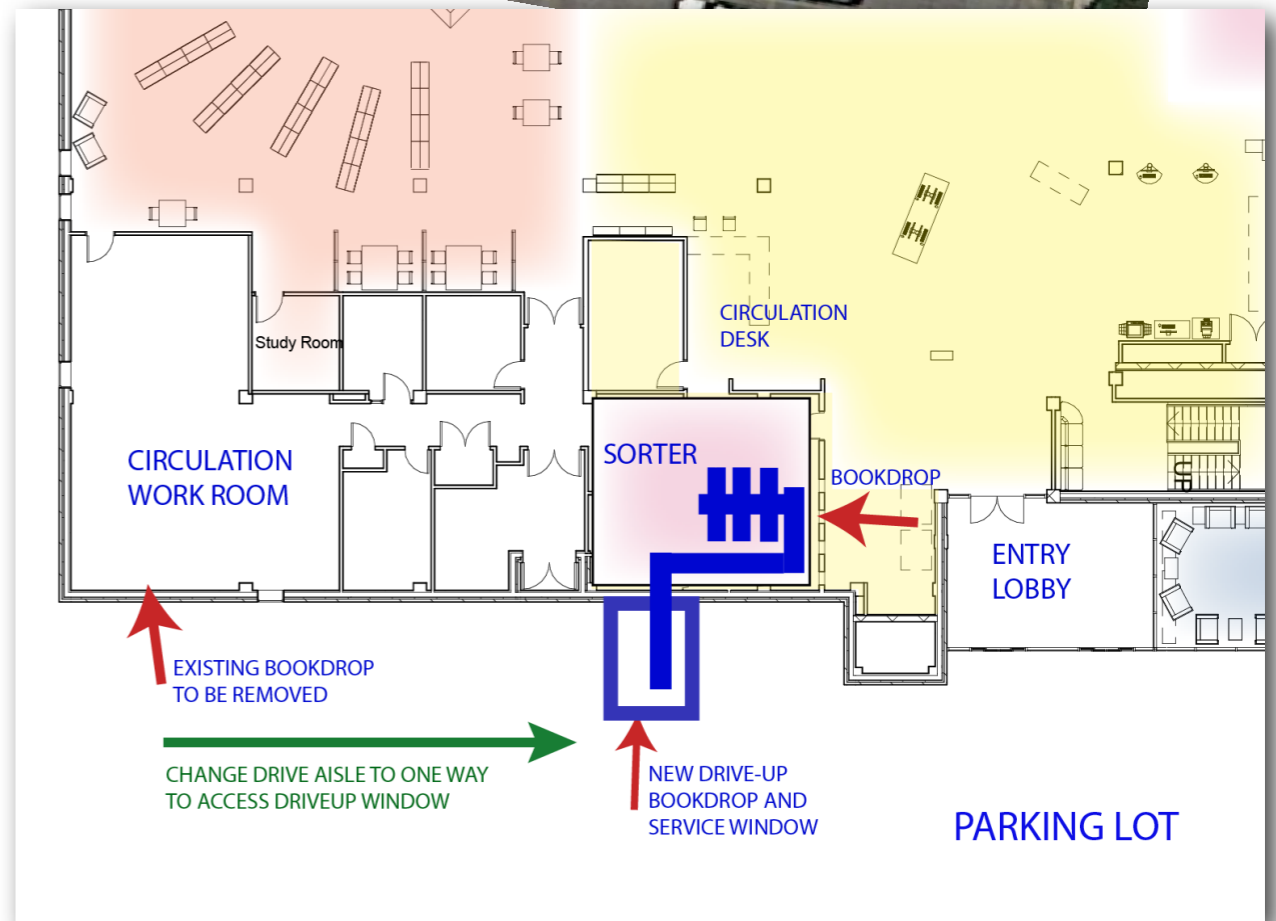 CIRCULATION
DESK
Study Room
CIRCULATION
WORK ROOM
SORTER
BOOKDROP
UP
ENTRY
LOBBY
EXISTING BOOKDROP
TO BE REMOVED
CHANGE DRIVE AISLE TO ONE WAY
TO ACCESS DRIVEUP WINDOW
NEW DRIVE-UP
BOOKDROP AND
SERVICE WINDOW
PARKING LOT